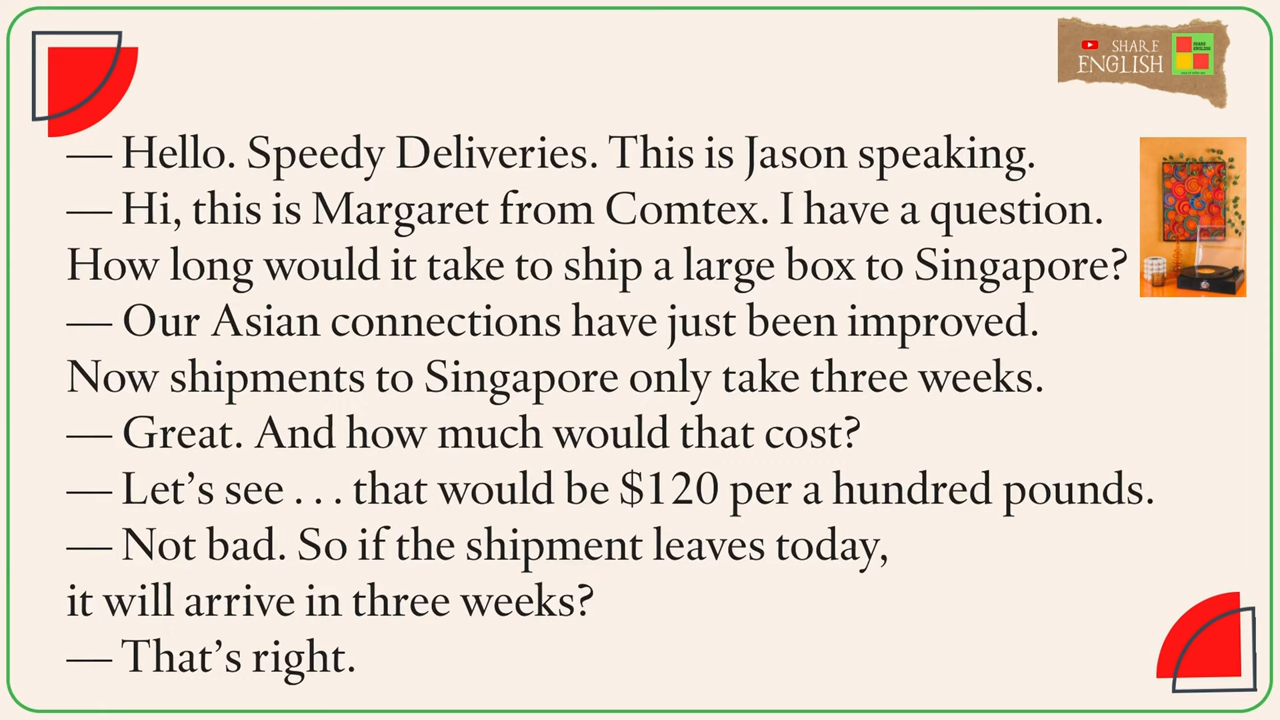 SHARE
ENGLISH
— Hello. Speedy Deliveries. This is Jason speaking.
— Hi, this is Margaret from Comtex. I have a question.
How long would it take to ship a large box to Singapore?
— Our Asian connections have just been improved.
Now shipments to Singapore only take three weeks.
— Great. And how much would that cost?
— Let’s see . . . that would be $120 per a hundred pounds.
— Not bad. So if the shipment leaves today,
it will arrive in three weeks?
— That’s right.